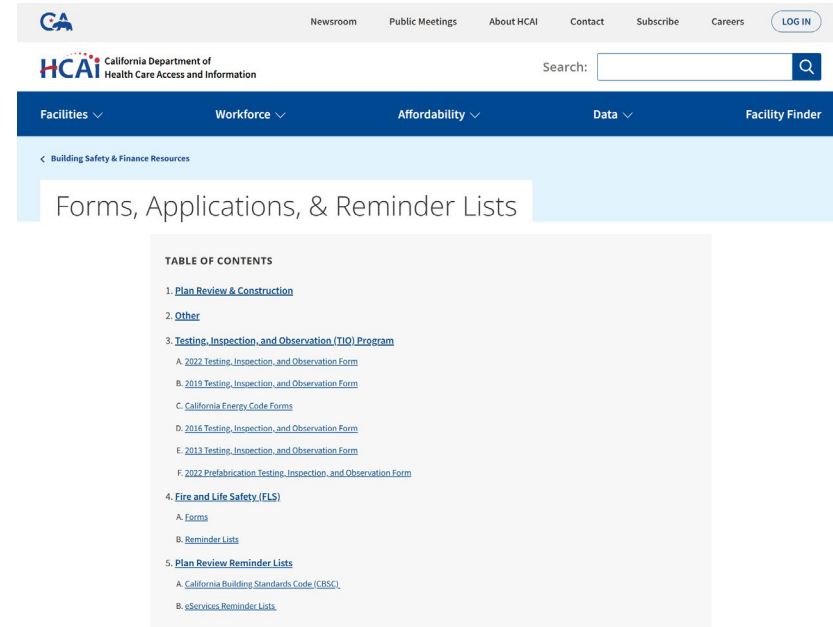 CA
Newsroom Public Meetings About HCAI Contact Subscribe Careers LOG IN
HCAi California Department of
Health Care Access and Information
Search:
Facilities Workforce Affordability Data Facility Finder
Building Safety & Finance Resources
Forms, Applications, & Reminder Lists
TABLE OF CONTENTS
1. Plan Review & Construction
2. Other
3. Testing, Inspection, and Observation (TIO) Program
A. 2022 Testing, Inspection, and Observation Form
B. 2019 Testing, Inspection, and Observation Form
C. California Energy Code Forms
D. 2016 Testing, Inspection, and Observation Form
E. 2013 Testing, Inspection, and Observation Form
F. 2022 Prefabrication Testing, Inspection, and Observation Form
4. Fire and Life Safety (FLS)
A. Forms
B. Reminder Lists
5. Plan Review Reminder Lists
A. California Building Standards Code (CBSC)
B. eServices Reminder Lists